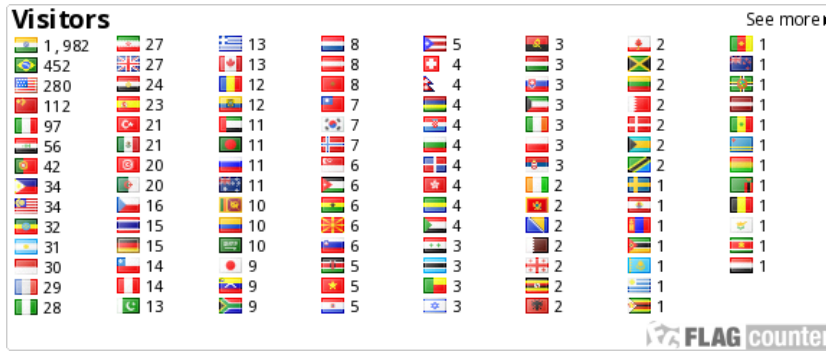 Visitors
See more
1,982 27 13 8 5 3 2 1
452 27 13 8 4 3 2 1
280 24 12 8 4 3 2 1
112 23 12 7 4 3 2 1
97 21 11 7 4 3 2 1
56 21 11 7 4 3 2 1
42 20 11 6 4 3 2 1
34 20 11 6 4 2 1 1
34 16 10 6 4 2 1 1
32 15 10 6 4 2 1 1
31 15 10 6 3 2 1 1
30 14 9 5 3 2 1 1
29 14 9 5 3 2 1
28 13 9 5 3 2 1
FLAG counter